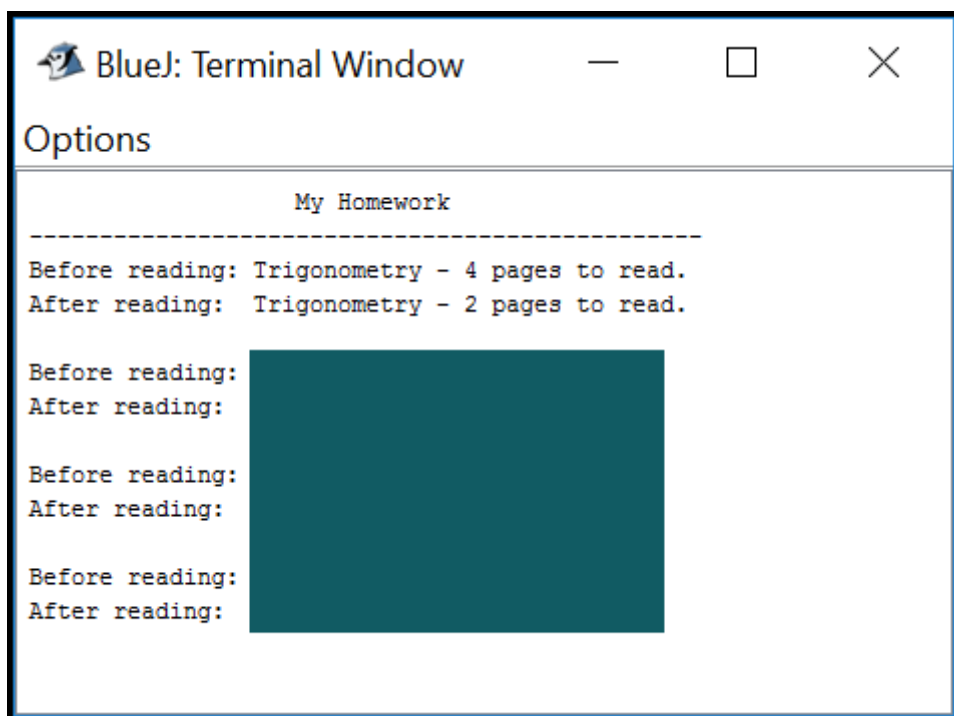 BlueJ: Terminal Window
Options
My Homework
------------------------------------------------
Before reading: Trigonometry - 4 pages to read.
After reading:  Trigonometry - 2 pages to read.
Before reading:
After reading:
Before reading:
After reading:
Before reading:
After reading: